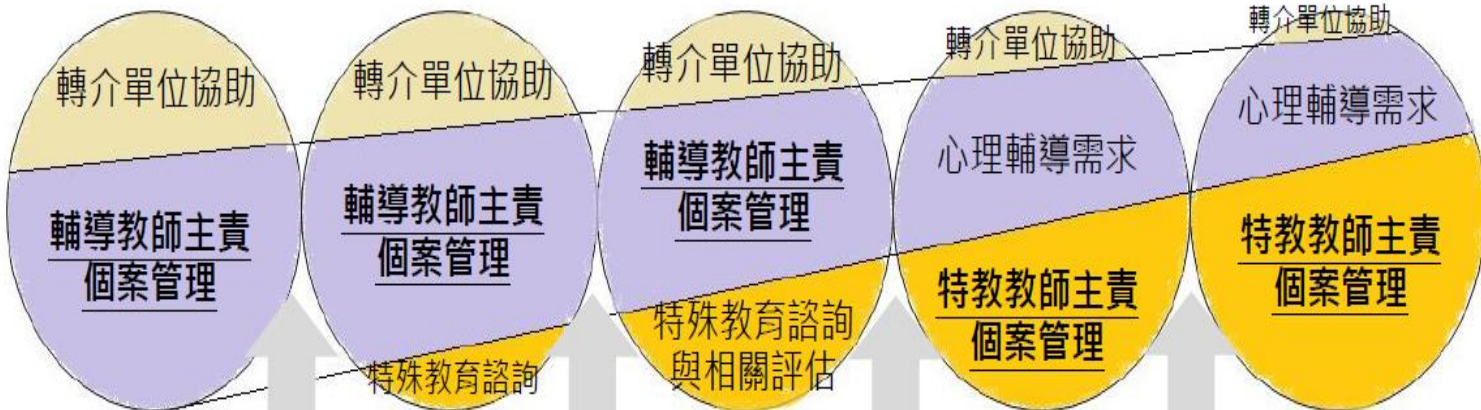 轉介單位協助
輔導教師主責
個案管理
轉介單位協助
輔導教師主責
個案管理
特殊教育諮詢
轉介單位協助
輔導教師主責
個案管理
特殊教育諮詢
與相關評估
轉介單位協助
心理輔導需求
特教教師主責
個案管理
轉介單位協助
心理輔導需求
特教教師主責
個案管理